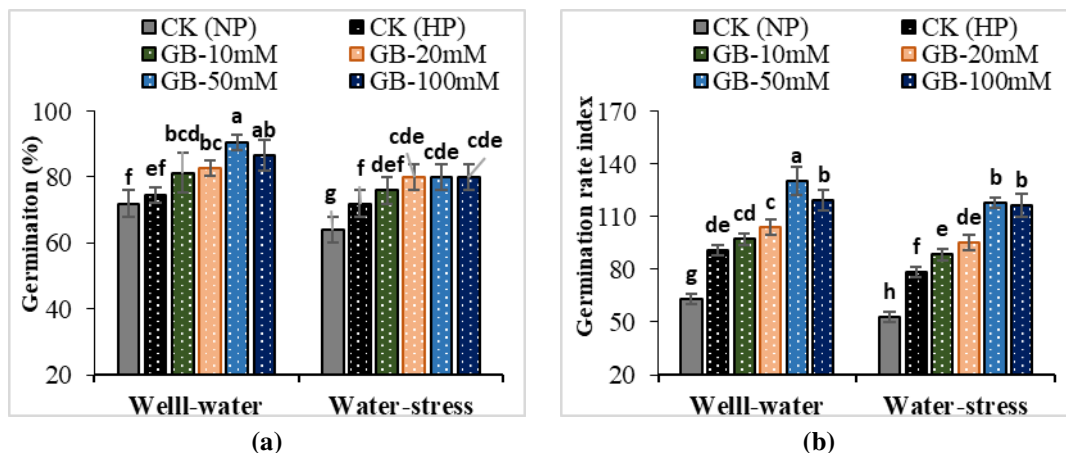 CK (NP) CK (HP)
GB-10mM GB-20mM
GB-50mM GB-100mM
Germinaiton (%)
100
80
60
40
20
f ef bcd bc a ab g f def cde cde cde
Welll-water Water-stress
(a)
CK (NP) CK (HP)
GB-10mM GB-20mM
GB-50mM GB-100mM
Germination rate index
170
140
110
80
50
20
g de cd c a b h f e de b b
Welll-water Water-stress
(b)